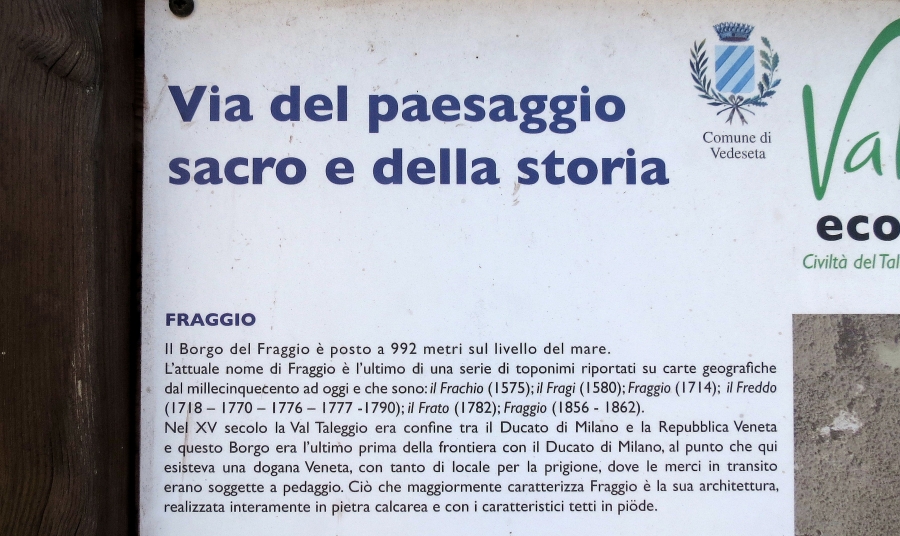 Via del paesaggio
sacro e della storia
Comune di
Vedeseta
Val
eco
Civiltà del Tal
FRAGGIO
Il Borgo del Fraggio è posto a 992 metri sul livello del mare.
L'attuale nome di Fraggio è l'ultimo di una serie di toponimi riportati su carte geografiche
dal millecinquecento ad oggi e che sono: il Frachio (1575); il Fragi (1580); Fraggio (1714); il Freddo
(1718 – 1770 – 1776 – 1777 -1790); il Frato (1782); Fraggio (1856 - 1862).
Nel XV secolo la Val Taleggio era confine tra il Ducato di Milano e la Repubblica Veneta
e questo Borgo era l'ultimo prima della frontiera con il Ducato di Milano, al punto che qui
esisteva una dogana Veneta, con tanto di locale per la prigione, dove le merci in transito
erano soggette a pedaggio. Ciò che maggiormente caratterizza Fraggio è la sua architettura,
realizzata interamente in pietra calcarea e con i caratteristici tetti in piöde.